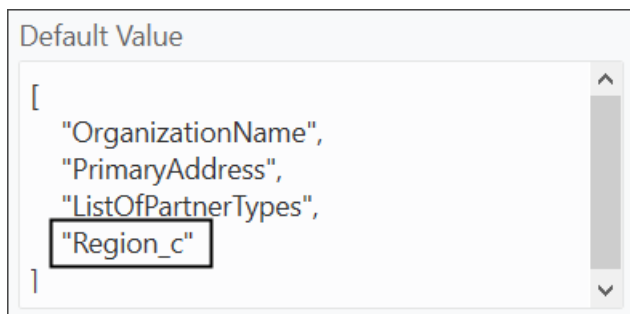 Default Value
[
"OrganizationName",
"PrimaryAddress",
"ListOfPartnerTypes",
"Region_c"
]